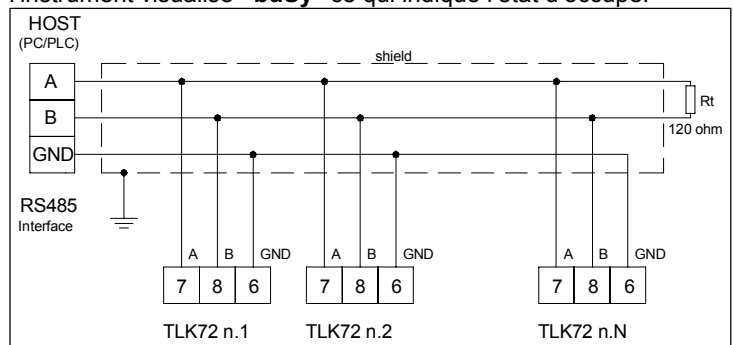 l'instrument visualise "buSy" ce qui indique l'état d'occupé.
HOST
(PC/PLC)
shield
A
B
GND
Rt
120 ohm
RS485
Interface
A B GND A B GND A B GND
7 8 6 7 8 6 7 8 6
TLK72 n.1 TLK72 n.2 TLK72 n.N